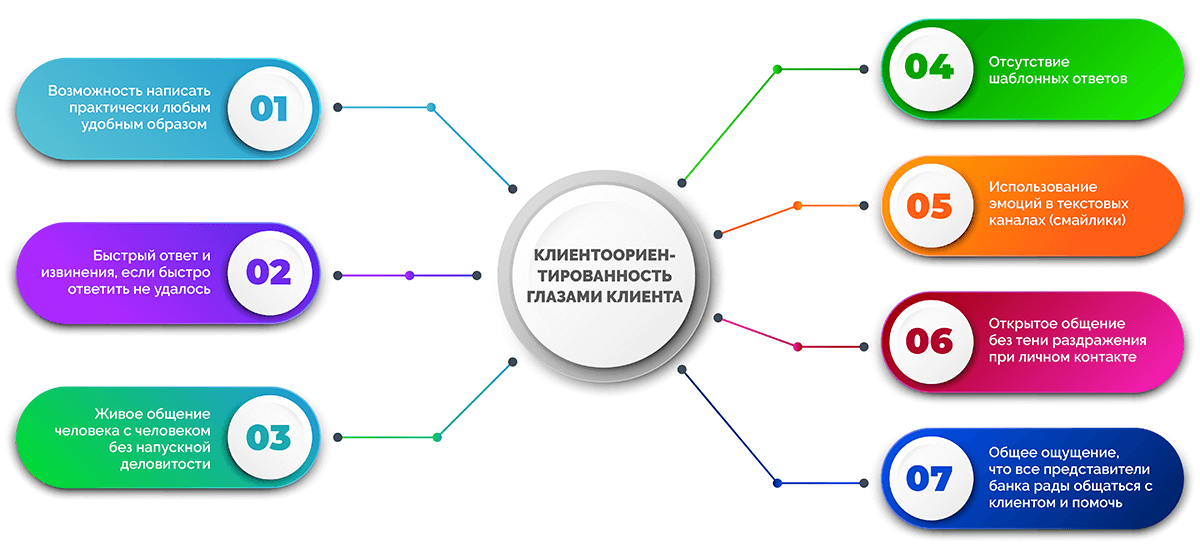 КЛИЕНТООРИЕН-
ТИРОВАННОСТЬ
ГЛАЗАМИ КЛИЕНТА
01
Возможность написать
практически любым
удобным образом
02
Быстрый ответ и
извинения, если быстро
ответить не удалось
03
Живое общение
человека с человеком
без напускной
деловитости
04
Отсутствие
шаблонных ответов
05
Использование
эмоций в текстовых
каналах (смайлики)
06
Открытое общение
без тени раздражения
при личном контакте
07
Общее ощущение,
что все представители
банка рады общаться с
клиентом и помочь